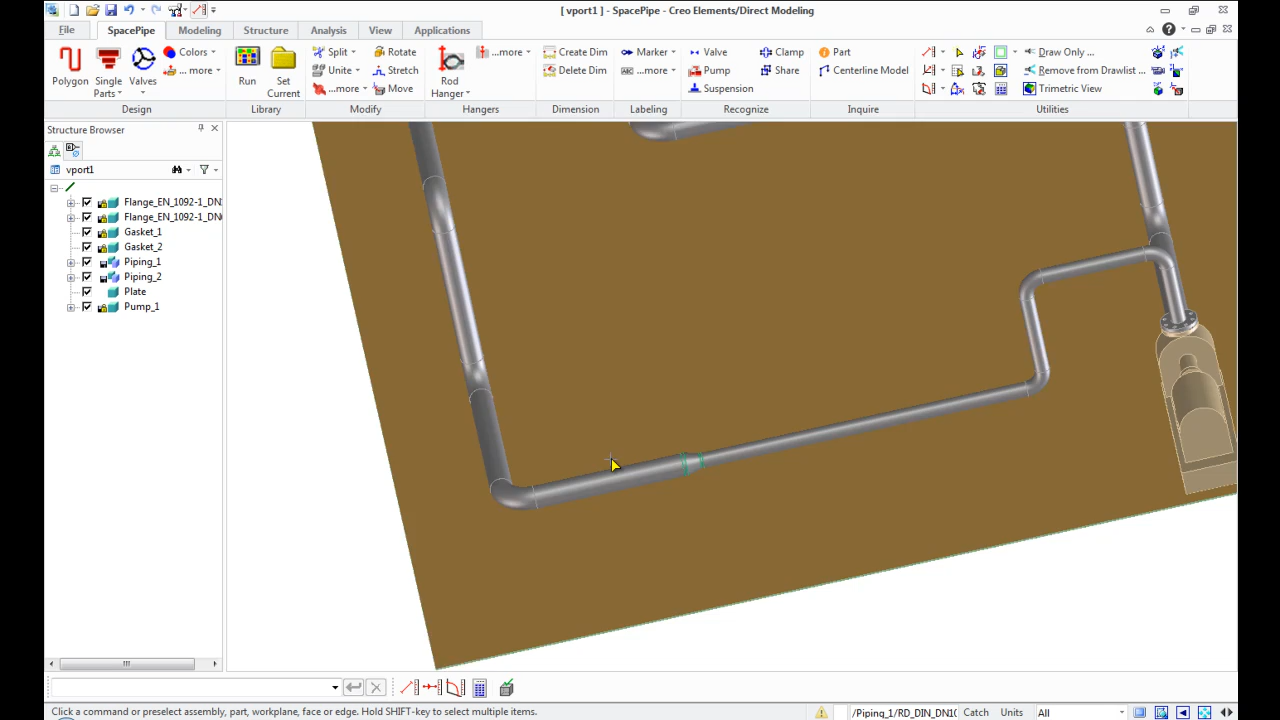 [ vport1 ] - SpacePipe - Creo Elements/Direct Modeling
File SpacePipe Modeling Structure Analysis View Applications
Polygon
Single Parts
Valves
Colors
... more
Design
Run
Set Current
Library
Split
Unite
...more
Rotate
Stretch
Move
Modify
Rod Hanger
...more
Hangers
Create Dim
Delete Dim
Dimension
Marker
ABC ...more
Labeling
Valve
Pump
Suspension
Clamp
Share
Recognize
Part
Centerline Model
Inquire
Draw Only ...
Remove from Drawlist ...
Trimetric View
Utilities
Structure Browser
vport1
Flange_EN_1092-1_DN
Flange_EN_1092-1_DN
Gasket_1
Gasket_2
Piping_1
Piping_2
Plate
Pump_1
Click a command or preselect assembly, part, workplane, face or edge. Hold SHIFT-key to select multiple items.
/Piping_1/RD_DIN_DN1 Catch Units All